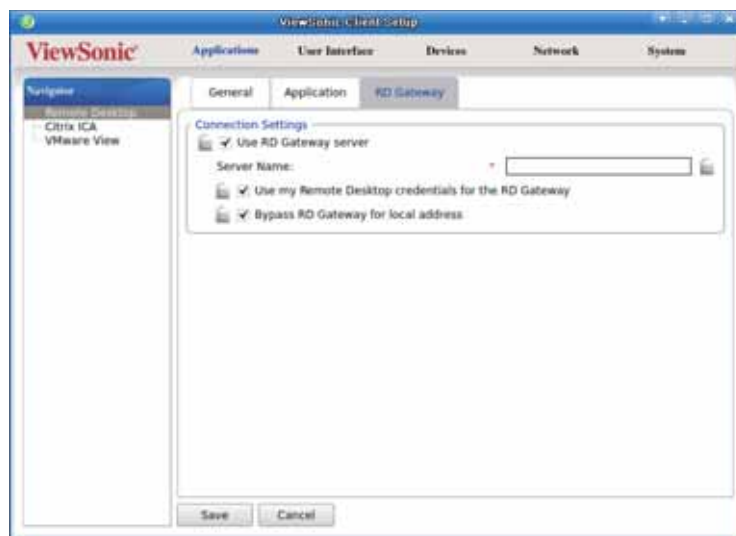 ViewSonic Client Setup
ViewSonic
Applications User Interface Devices Network System
Navigator
Remote Desktop
Citrix ICA
VMware View
General Application RD Gateway
Connection Settings
Use RD Gateway server
Server Name: *
Use my Remote Desktop credentials for the RD Gateway
Bypass RD Gateway for local address
Save Cancel